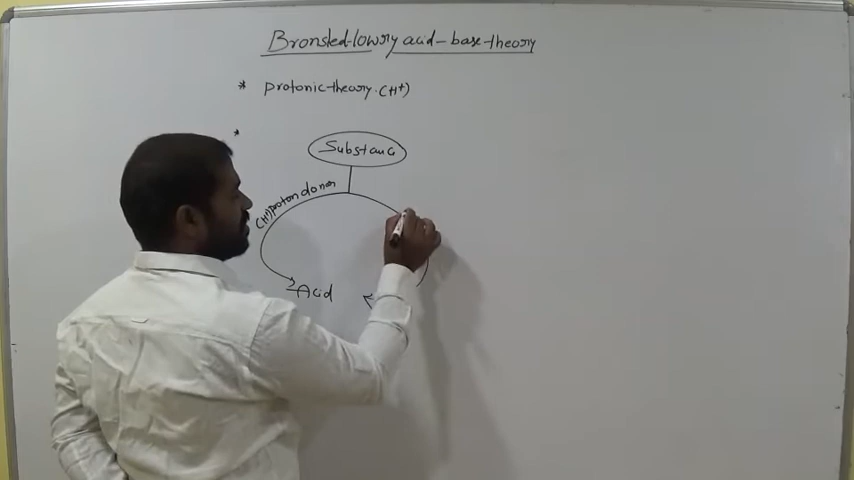 Bronsted-lowry acid-base-theory
* Protonic-theory.(H+)
*
Substance
(H+)proton donor
Acid